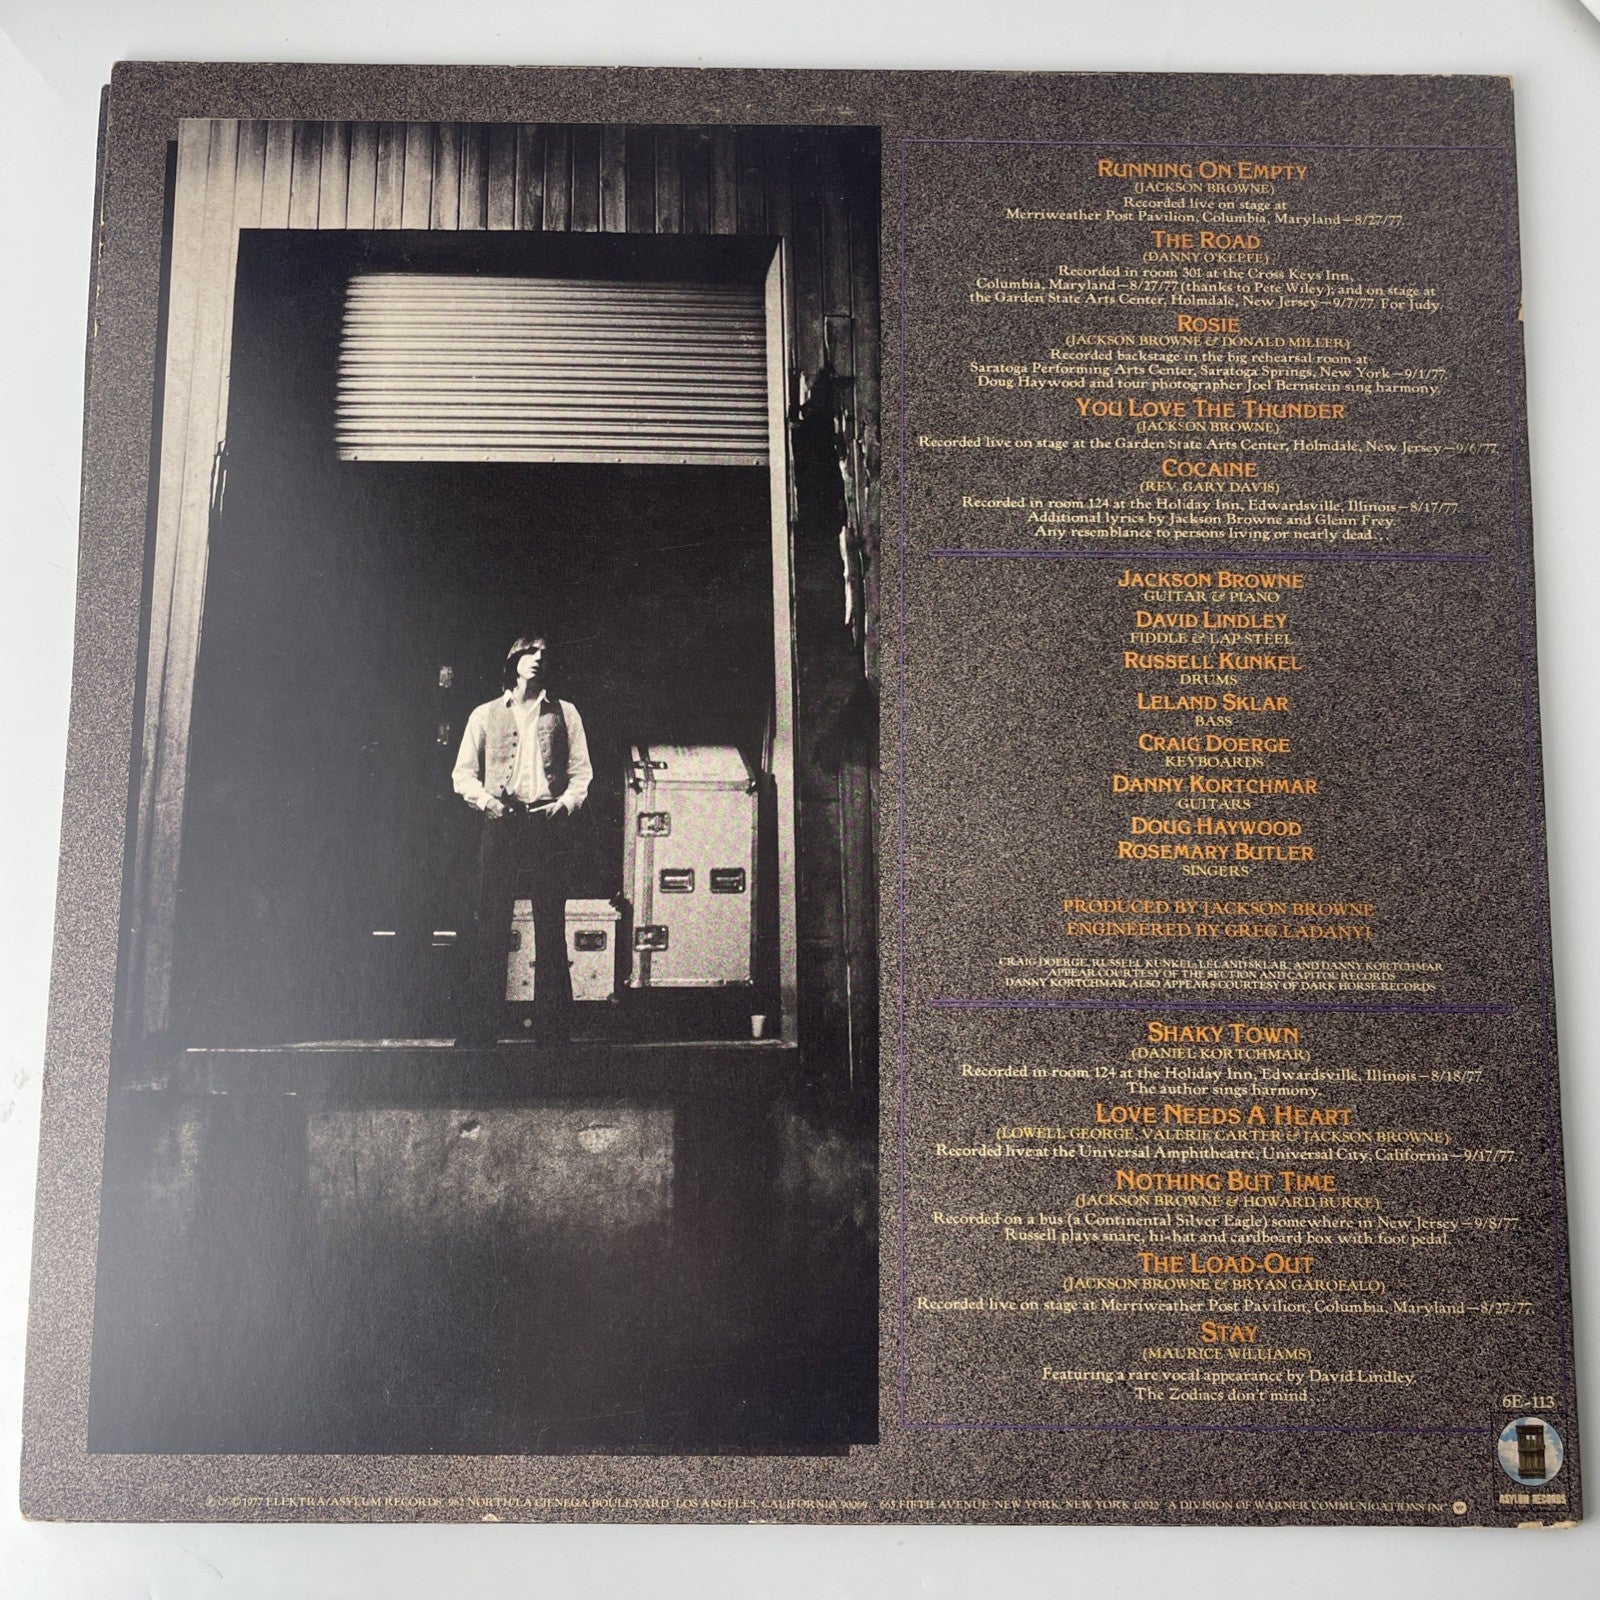 RUNNING ON EMPTY
(JACKSON BROWNE)
Recorded live on stage at
Merriweather Post Pavilion, Columbia, Maryland—8/27/77.
THE ROAD
(DANNY O'KEEFE)
Recorded in room 301 at the Cross Keys Inn,
Columbia, Maryland—8/27/77 (thanks to Pete Wiley); and on stage at
the Garden State Arts Center, Holmdale, New Jersey—9/7/77. For Judy.
ROSIE
(JACKSON BROWNE & DONALD MILLER)
Recorded backstage in the big rehearsal room at
Saratoga Performing Arts Center, Saratoga Springs, New York—9/1/77.
Doug Haywood and tour photographer Joel Bernstein sing harmony.
YOU LOVE THE THUNDER
(JACKSON BROWNE)
Recorded live on stage at the Garden State Arts Center, Holmdale, New Jersey—9/6/77.
COCAINE
(REV. GARY DAVIS)
Recorded in room 124 at the Holiday Inn, Edwardsville, Illinois—8/17/77.
Additional lyrics by Jackson Browne and Glenn Frey.
Any resemblance to persons living or nearly dead...
JACKSON BROWNE
GUITAR & PIANO
DAVID LINDLEY
FIDDLE & LAP STEEL
RUSSELL KUNKEL
DRUMS
LELAND SKLAR
BASS
CRAIG DOERGE
KEYBOARDS
DANNY KORTCHMAR
GUITARS
DOUG HAYWOOD
ROSEMARY BUTLER
SINGERS
PRODUCED BY JACKSON BROWNE
ENGINEERED BY GREG LADANYI
CRAIG DOERGE, RUSSELL KUNKEL, LELAND SKLAR, AND DANNY KORTCHMAR
APPEAR COURTESY OF THE SECTION AND CAPITOL RECORDS
DANNY KORTCHMAR ALSO APPEARS COURTESY OF DARK HORSE RECORDS
SHAKY TOWN
(DANIEL KORTCHMAR)
Recorded in room 124 at the Holiday Inn, Edwardsville, Illinois—8/18/77.
The author sings harmony.
LOVE NEEDS A HEART
(LOWELL GEORGE, VALERIE CARTER & JACKSON BROWNE)
Recorded live at the Universal Amphitheatre, Universal City, California—9/17/77.
NOTHING BUT TIME
(JACKSON BROWNE & HOWARD BURKE)
Recorded on a bus (a Continental Silver Eagle) somewhere in New Jersey—9/8/77.
Russell plays snare, hi-hat and cardboard box with foot pedal.
THE LOAD-OUT
(JACKSON BROWNE & BRYAN GAROFALO)
Recorded live on stage at Merriweather Post Pavilion, Columbia, Maryland—8/27/77.
STAY
(MAURICE WILLIAMS)
Featuring a rare vocal appearance by David Lindley.
The Zodiacs don't mind...
6E-113
ASYLUM RECORDS
℗ © 1977 ELEKTRA/ASYLUM RECORDS, 962 NORTH LA CIENEGA BOULEVARD, LOS ANGELES, CALIFORNIA 90069. 665 FIFTH AVENUE, NEW YORK, NEW YORK 10022. A DIVISION OF WARNER COMMUNICATIONS INC.